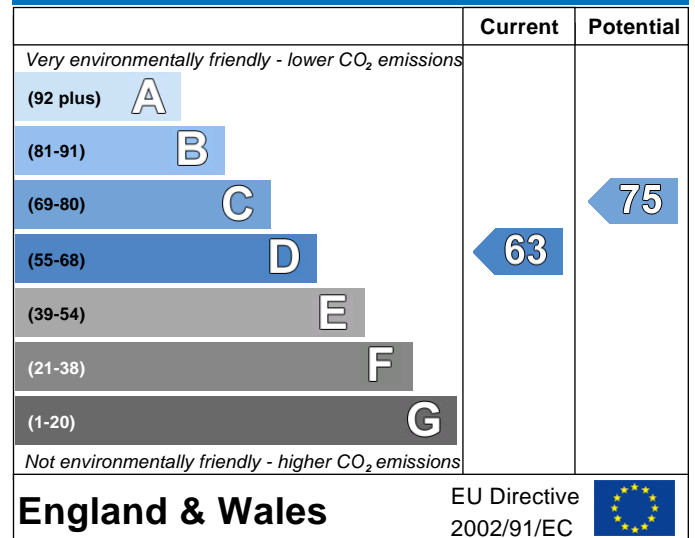 Current Potential
Very environmentally friendly - lower CO₂ emissions
(92 plus) A
(81-91) B
(69-80) C 75
(55-68) D 63
(39-54) E
(21-38) F
(1-20) G
Not environmentally friendly - higher CO₂ emissions
England & Wales
EU Directive
2002/91/EC